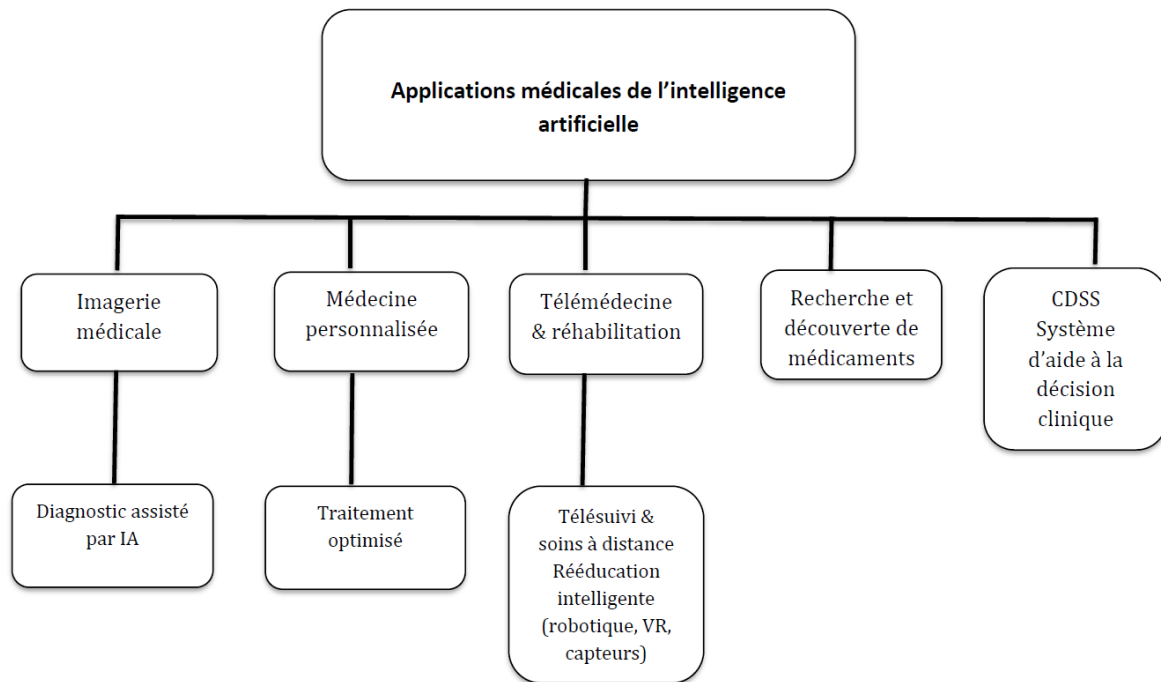 Applications médicales de l’intelligence
artificielle
Imagerie
médicale
Médecine
personnalisée
Télémédecine
& réhabilitation
Recherche et
découverte de
médicaments
CDSS
Système
d’aide à la
décision
clinique
Diagnostic assisté
par IA
Traitement
optimisé
Télésuivi &
soins à distance
Rééducation
intelligente
(robotique, VR,
capteurs)